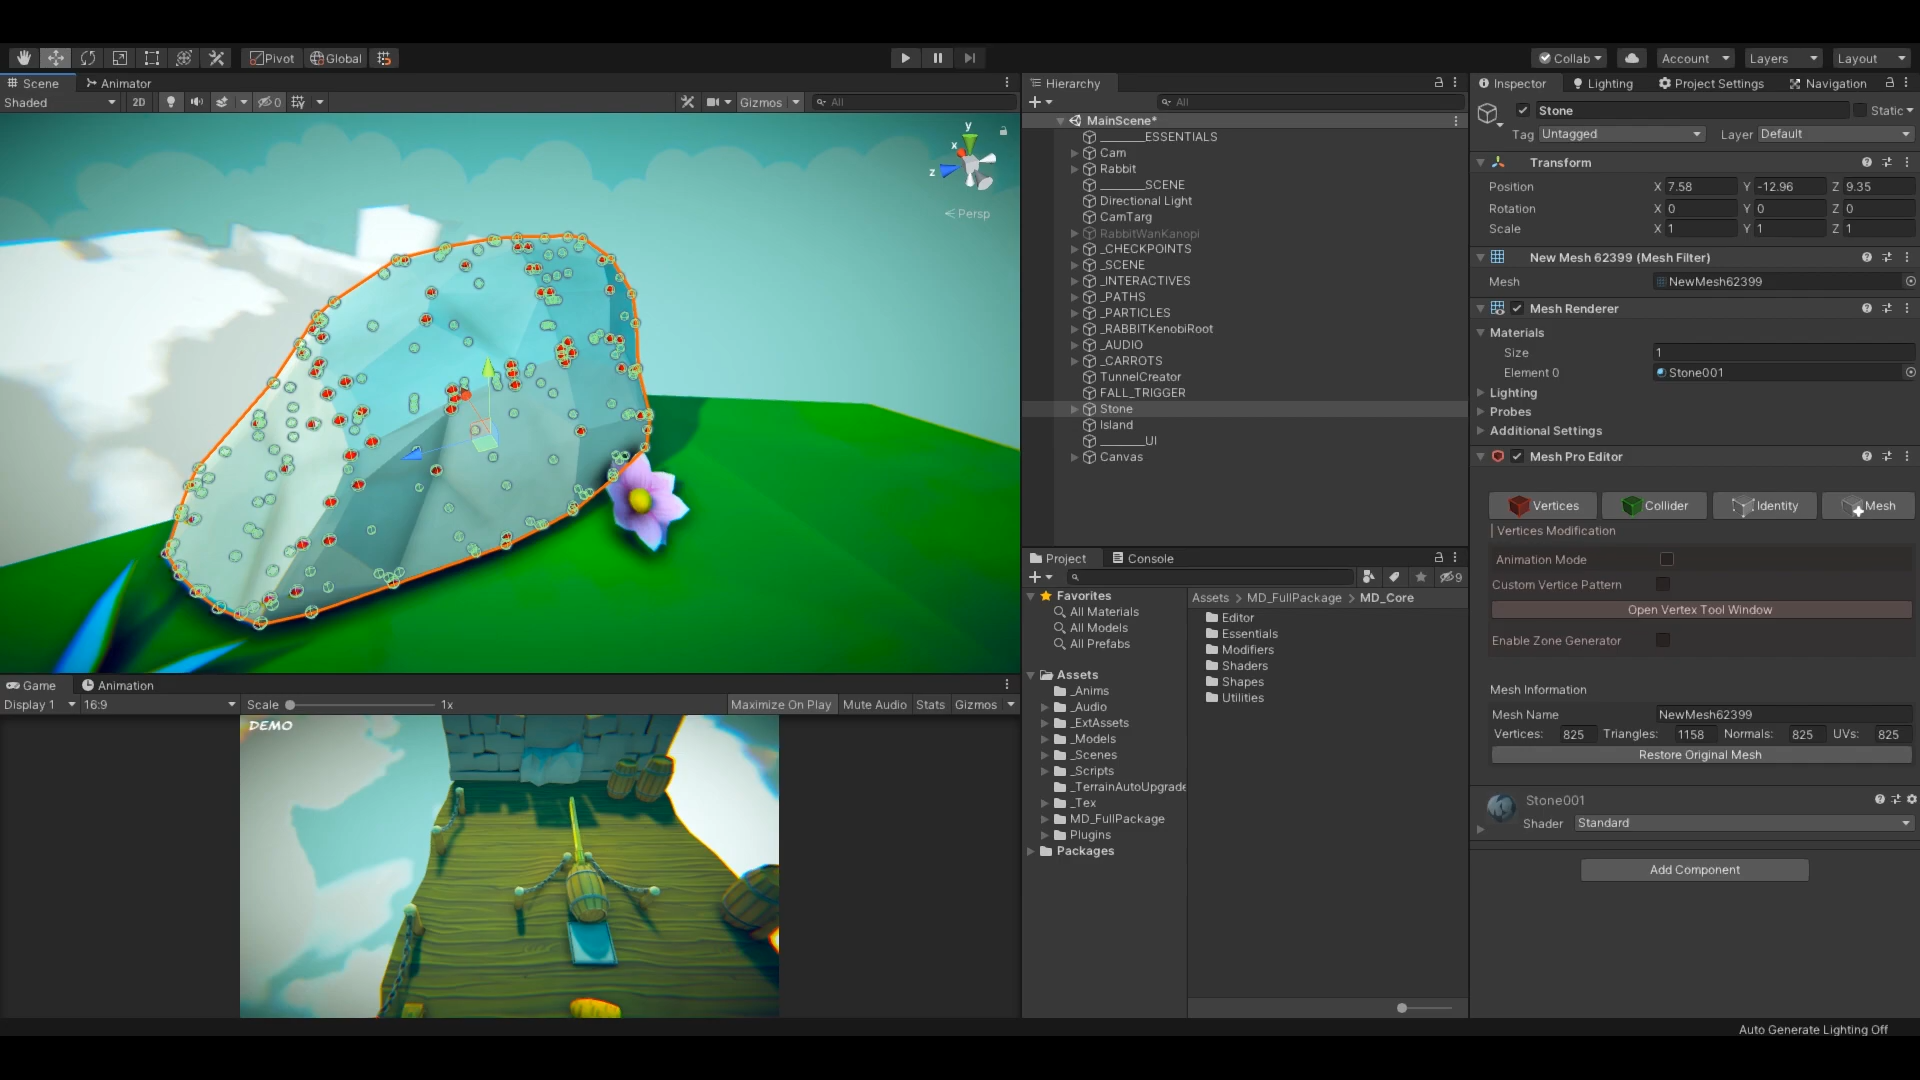 Pivot Global
Collab Account Layers Layout
Scene Animator
Shaded 2D Gizmos All
y
x
z
Persp
Game Animation
Display 1 16:9 Scale 1x Maximize On Play Mute Audio Stats Gizmos
DEMO
Hierarchy
All
MainScene*
________ESSENTIALS
Cam
Rabbit
________SCENE
Directional Light
CamTarg
RabbitWanKanopi
_CHECKPOINTS
_SCENE
_INTERACTIVES
_PATHS
_PARTICLES
_RABBITKenobiRoot
_AUDIO
_CARROTS
TunnelCreator
FALL_TRIGGER
Stone
Island
________UI
Canvas
Project Console
9
Favorites
All Materials
All Models
All Prefabs
Assets
_Anims
_Audio
_ExtAssets
_Models
_Scenes
_Scripts
_TerrainAutoUpgrade
_Tex
MD_FullPackage
Plugins
Packages
Assets > MD_FullPackage > MD_Core
Editor
Essentials
Modifiers
Shaders
Shapes
Utilities
Inspector Lighting Project Settings Navigation
Stone Static
Tag Untagged Layer Default
Transform
Position X 7.58 Y -12.96 Z 9.35
Rotation X 0 Y 0 Z 0
Scale X 1 Y 1 Z 1
New Mesh 62399 (Mesh Filter)
Mesh NewMesh62399
Mesh Renderer
Materials
Size 1
Element 0 Stone001
Lighting
Probes
Additional Settings
Mesh Pro Editor
Vertices Collider Identity Mesh
Vertices Modification
Animation Mode
Custom Vertice Pattern
Open Vertex Tool Window
Enable Zone Generator
Mesh Information
Mesh Name NewMesh62399
Vertices: 825 Triangles: 1158 Normals: 825 UVs: 825
Restore Original Mesh
Stone001
Shader Standard
Add Component
Auto Generate Lighting Off